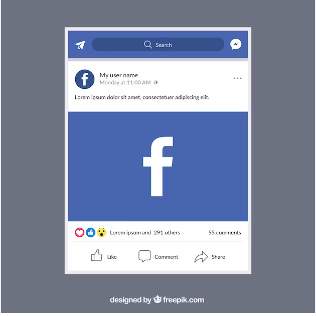 Search
My user name
Monday at 11:00 AM
Lorem ipsum dolor sit amet, consectetuer adipiscing elit.
f
Lorem ipsum and 291 others
55 comments
Like
Comment
Share
designed by freepik.com